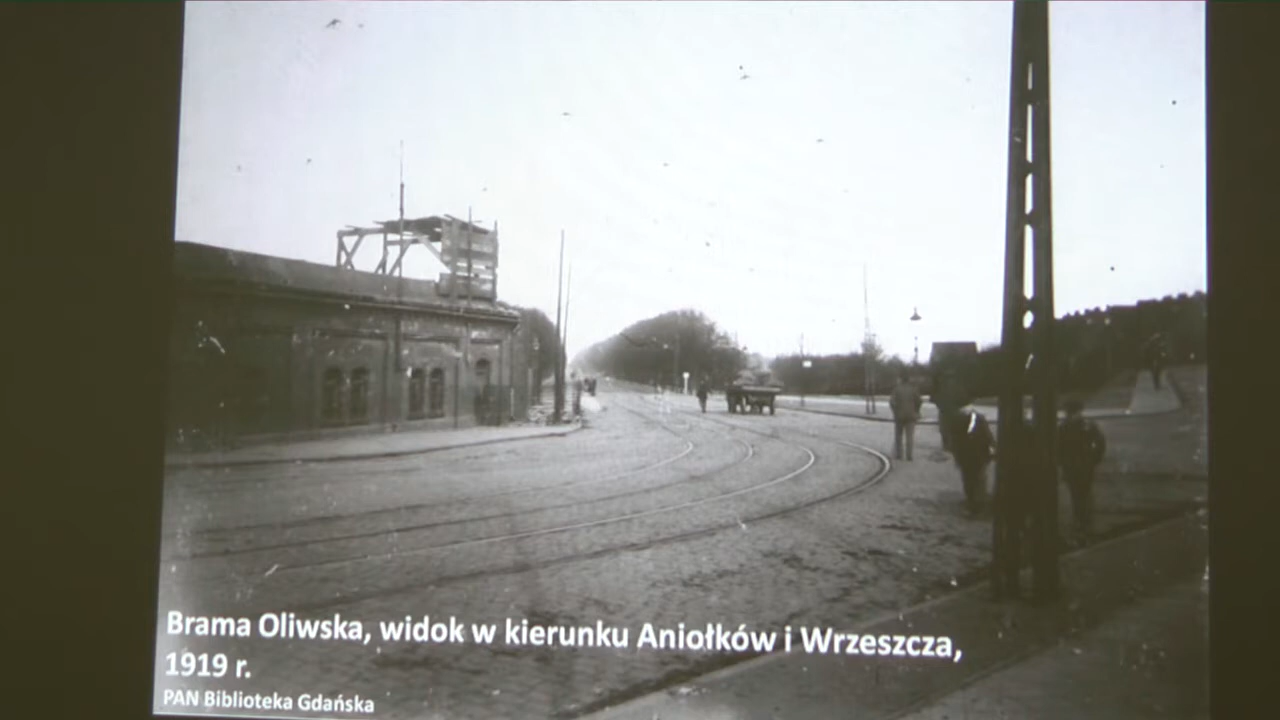 Brama Oliwska, widok w kierunku Aniołków i Wrzeszcza,
1919 r.
PAN Biblioteka Gdańska